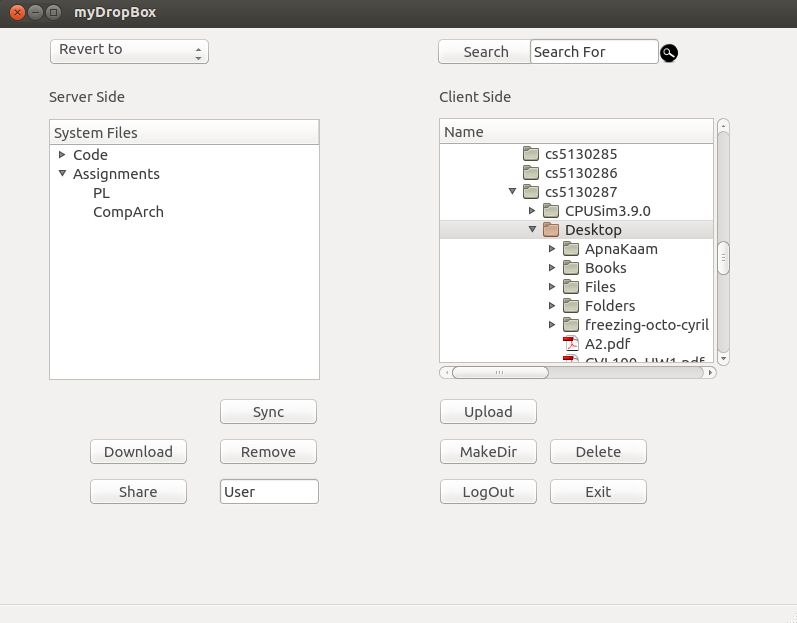 myDropBox
Revert to
Search
Search For
Server Side
Client Side
System Files
Code
Assignments
PL
CompArch
Name
cs5130285
cs5130286
cs5130287
CPUSim3.9.0
Desktop
ApnaKaam
Books
Files
Folders
freezing-octo-cyril
A2.pdf
Sync
Upload
Download
Remove
MakeDir
Delete
Share
User
LogOut
Exit